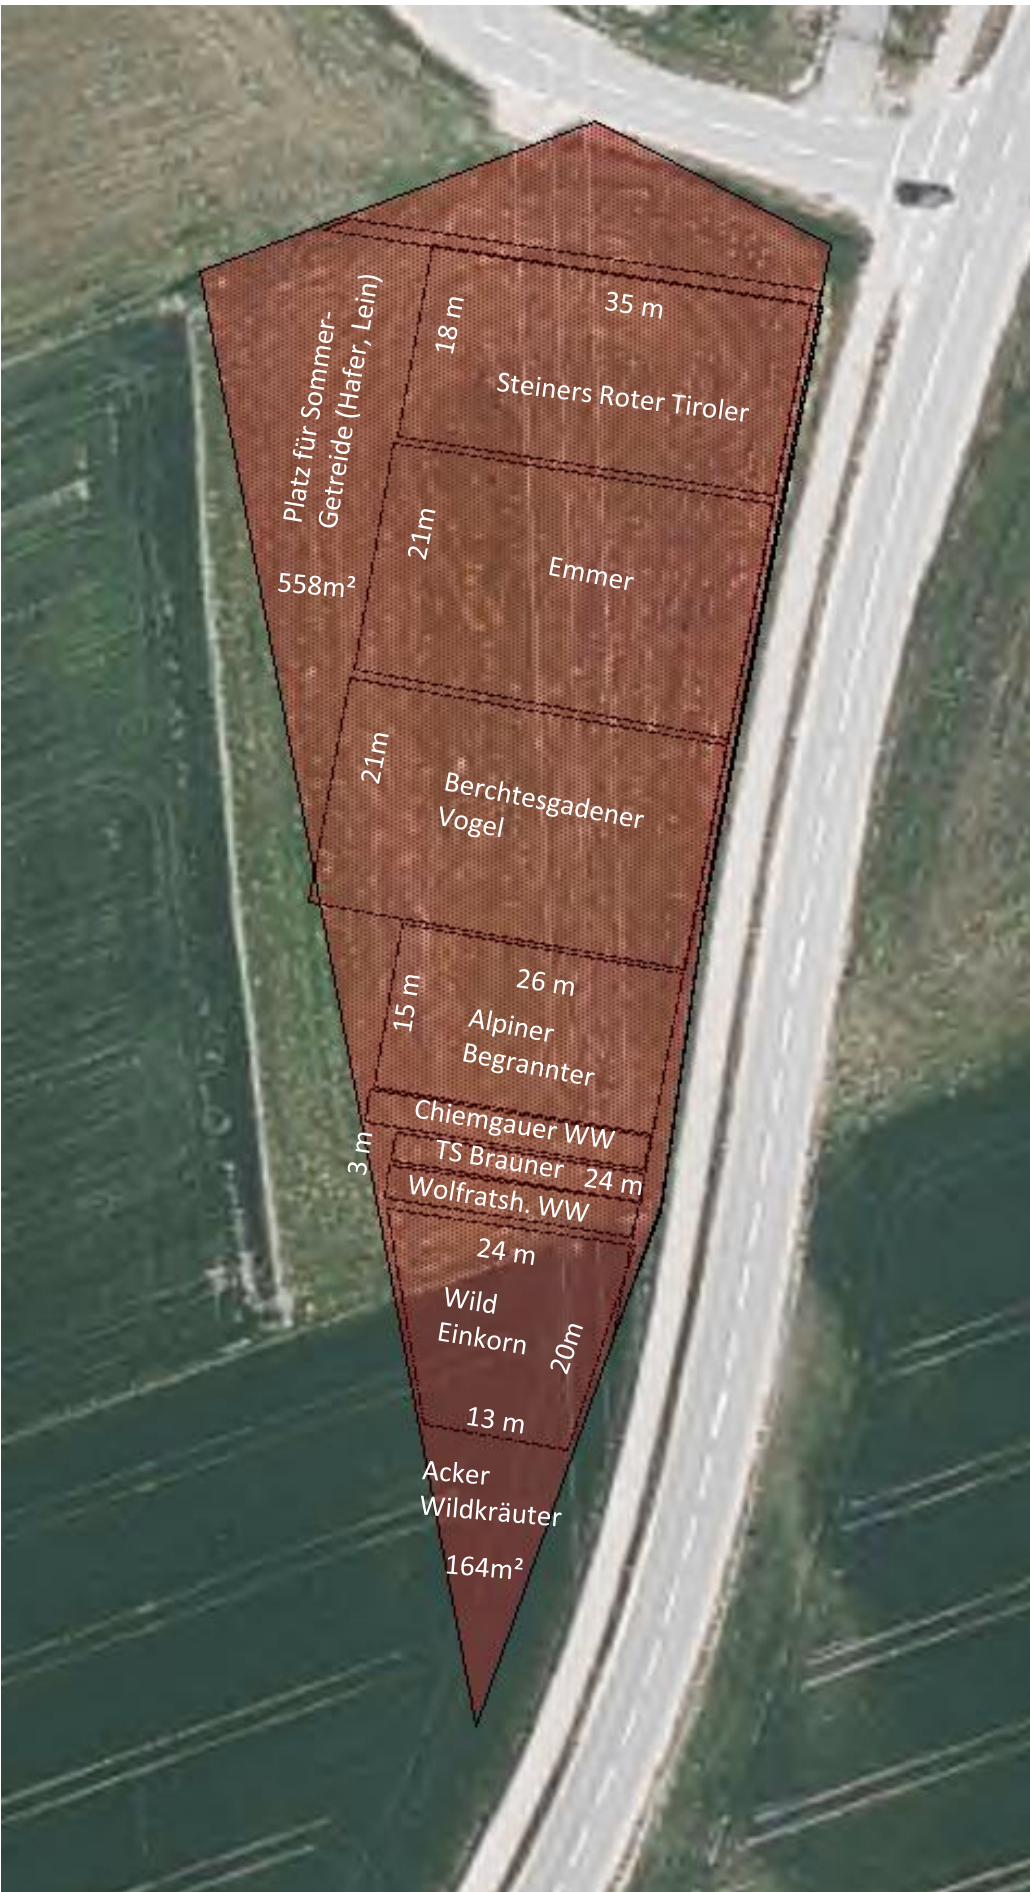 35 m
18 m
Steiners Roter Tiroler
Platz für Sommer-
Getreide (Hafer, Lein)
558m²
21m
Emmer
21m
Berchtesgadener
Vogel
26 m
15 m
Alpiner
Begrannter
Chiemgauer WW
3 m
TS Brauner 24 m
Wolfratsh. WW
24 m
Wild
Einkorn
20m
13 m
Acker
Wildkräuter
164m²